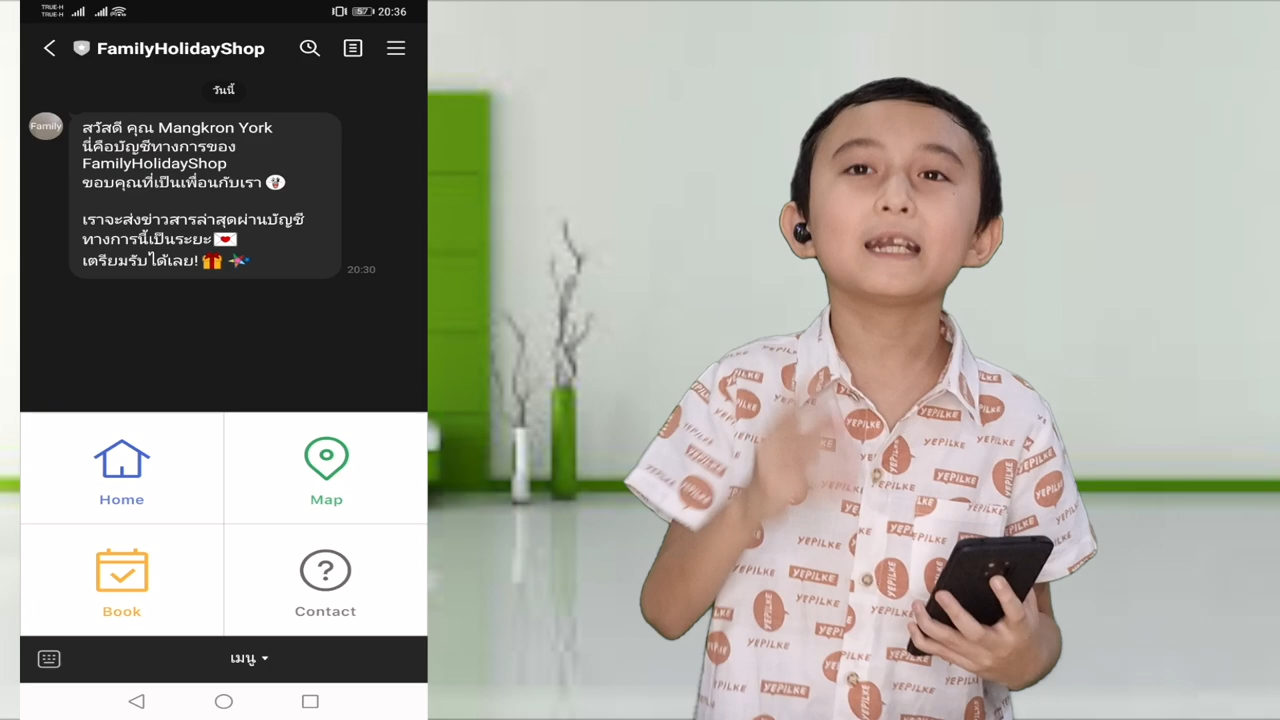 TRUE-H
TRUE-H
57
20:36
FamilyHolidayShop
วันนี้
Family
สวัสดี คุณ Mangkron York
นี่คือบัญชีทางการของ
FamilyHolidayShop
ขอบคุณที่เป็นเพื่อนกับเรา
เราจะส่งข่าวสารล่าสุดผ่านบัญชี
ทางการนี้เป็นระยะ
เตรียมรับได้เลย!
20:30
Home
Map
Book
Contact
เมนู
YEPILKE